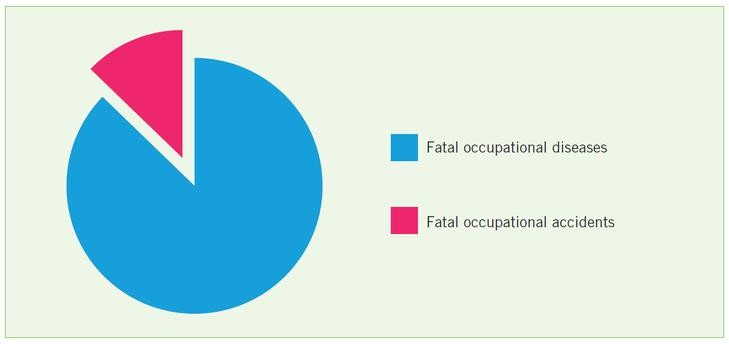 Fatal occupational diseases
Fatal occupational accidents